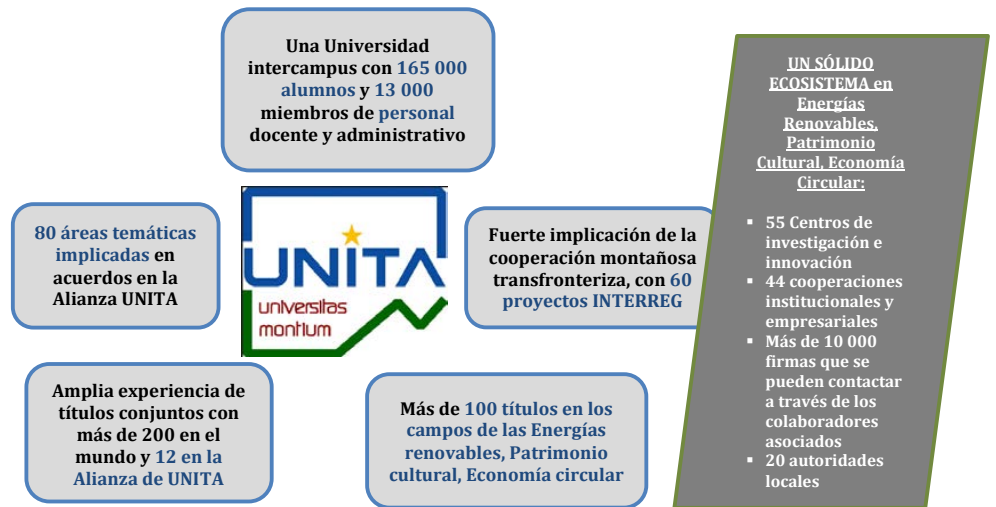 Una Universidad
intercampus con 165 000
alumnos y 13 000
miembros de personal
docente y administrativo
80 áreas temáticas
implicadas en
acuerdos en la
Alianza UNITA
UNITA
universitas
montium
Fuerte implicación de la
cooperación montañosa
transfronteriza, con 60
proyectos INTERREG
Amplia experiencia de
títulos conjuntos con
más de 200 en el
mundo y 12 en la
Alianza de UNITA
Más de 100 títulos en los
campos de las Energías
renovables, Patrimonio
cultural, Economía circular
UN SÓLIDO
ECOSISTEMA en
Energías
Renovables,
Patrimonio
Cultural, Economía
Circular:
▪ 55 Centros de
investigación e
innovación
▪ 44 cooperaciones
institucionales y
empresariales
▪ Más de 10 000
firmas que se
pueden contactar
a través de los
colaboradores
asociados
▪ 20 autoridades
locales